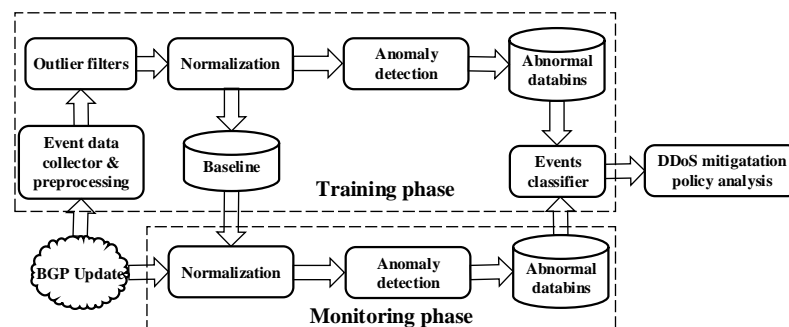 Outlier filters
Normalization
Anomaly
detection
Abnormal
databins
Event data
collector &
preprocessing
Baseline
Events
classifier
DDoS mitigatation
policy analysis
Training phase
BGP Update
Normalization
Anomaly
detection
Abnormal
databins
Monitoring phase